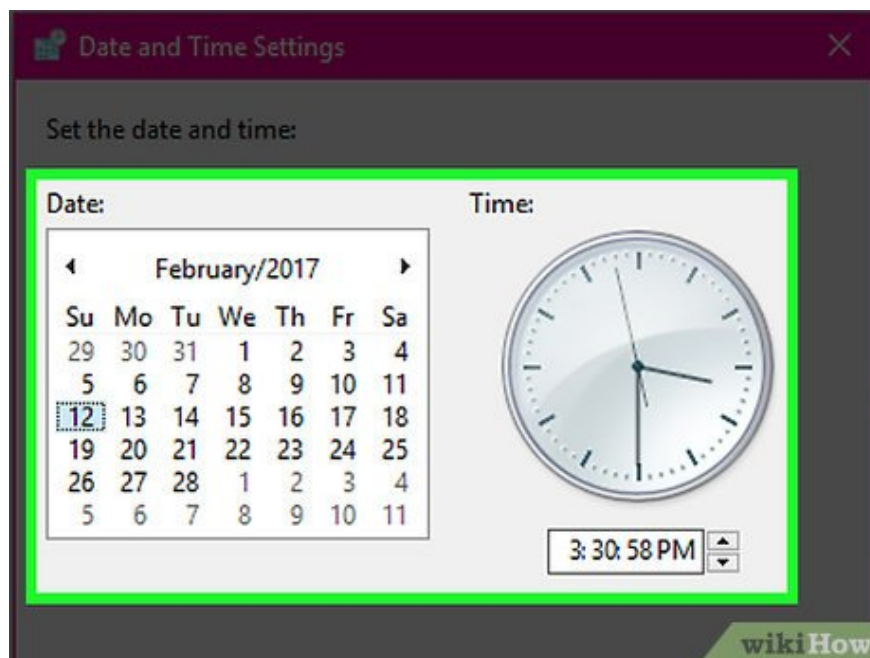 Date and Time Settings
Set the date and time:
Date:
Time:
February/2017
Su Mo Tu We Th Fr Sa
29 30 31 1 2 3 4
5 6 7 8 9 10 11
12 13 14 15 16 17 18
19 20 21 22 23 24 25
26 27 28 1 2 3 4
5 6 7 8 9 10 11
3: 30: 58 PM
wikiHow